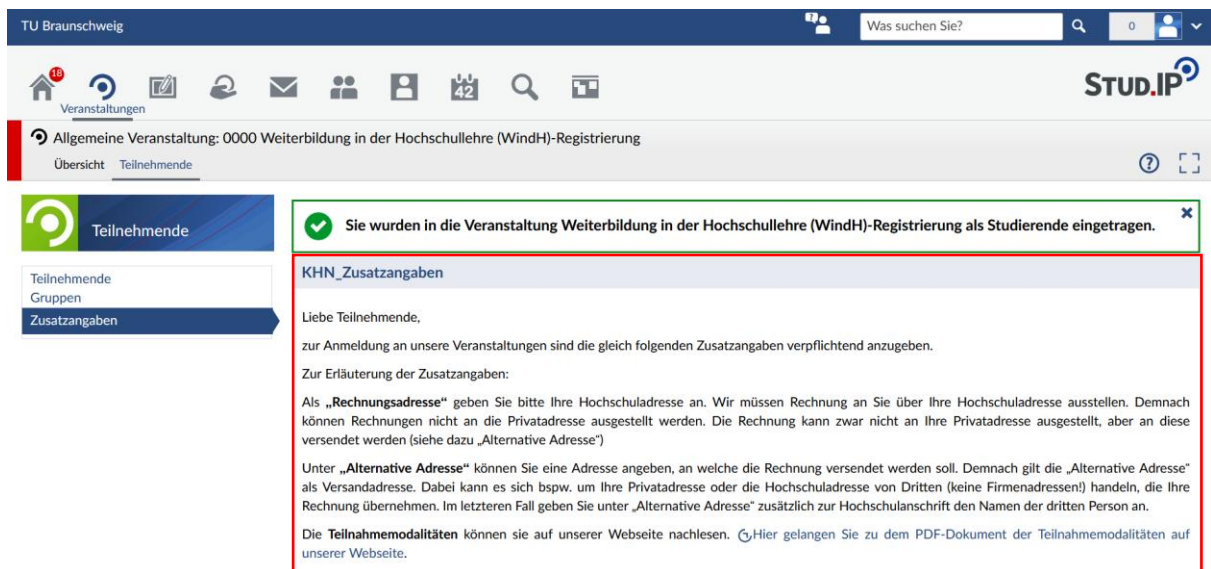 TU Braunschweig
Was suchen Sie?
0
18
42
Veranstaltungen
STUD.IP
Allgemeine Veranstaltung: 0000 Weiterbildung in der Hochschullehre (WindH)-Registrierung
Übersicht Teilnehmende
Teilnehmende
Sie wurden in die Veranstaltung Weiterbildung in der Hochschullehre (WindH)-Registrierung als Studierende eingetragen.
Teilnehmende
Gruppen
Zusatzangaben
KHN_Zusatzangaben
Liebe Teilnehmende,
zur Anmeldung an unsere Veranstaltungen sind die gleich folgenden Zusatzangaben verpflichtend anzugeben.
Zur Erläuterung der Zusatzangaben:
Als „Rechnungsadresse“ geben Sie bitte Ihre Hochschuladresse an. Wir müssen Rechnung an Sie über Ihre Hochschuladresse ausstellen. Demnach
können Rechnungen nicht an die Privatadresse ausgestellt werden. Die Rechnung kann zwar nicht an Ihre Privatadresse ausgestellt, aber an diese
versendet werden (siehe dazu „Alternative Adresse“)
Unter „Alternative Adresse“ können Sie eine Adresse angeben, an welche die Rechnung versendet werden soll. Demnach gilt die „Alternative Adresse“
als Versandadresse. Dabei kann es sich bspw. um Ihre Privatadresse oder die Hochschuladresse von Dritten (keine Firmenadressen!) handeln, die Ihre
Rechnung übernehmen. Im letzteren Fall geben Sie unter „Alternative Adresse“ zusätzlich zur Hochschulanschrift den Namen der dritten Person an.
Die Teilnahmemodalitäten können sie auf unserer Webseite nachlesen. Hier gelangen Sie zu dem PDF-Dokument der Teilnahmemodalitäten auf
unserer Webseite.